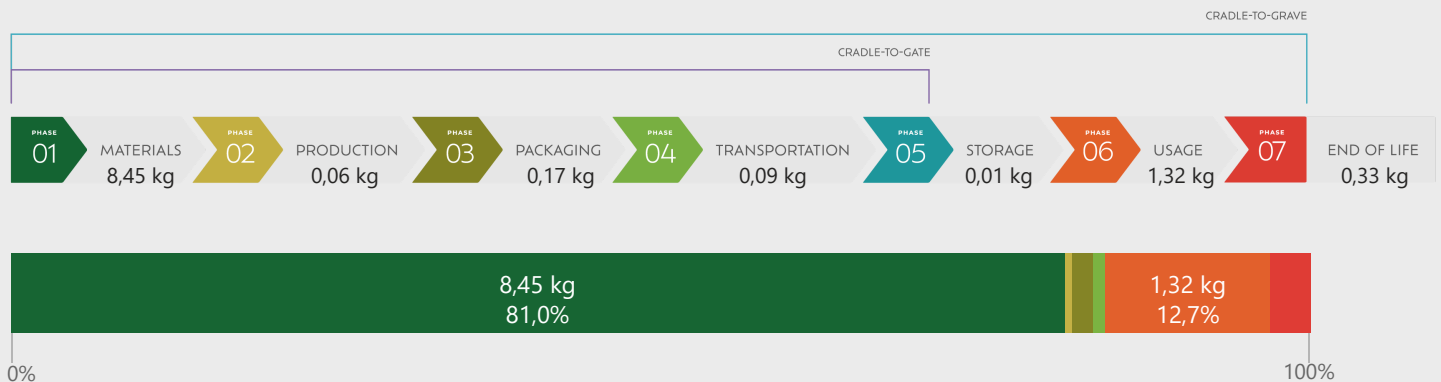 CRADLE-TO-GRAVE
CRADLE-TO-GATE
PHASE
01
MATERIALS
8,45 kg
PHASE
02
PRODUCTION
0,06 kg
PHASE
03
PACKAGING
0,17 kg
PHASE
04
TRANSPORTATION
0,09 kg
PHASE
05
STORAGE
0,01 kg
PHASE
06
USAGE
1,32 kg
PHASE
07
END OF LIFE
0,33 kg
8,45 kg
81,0%
1,32 kg
12,7%
0%
100%